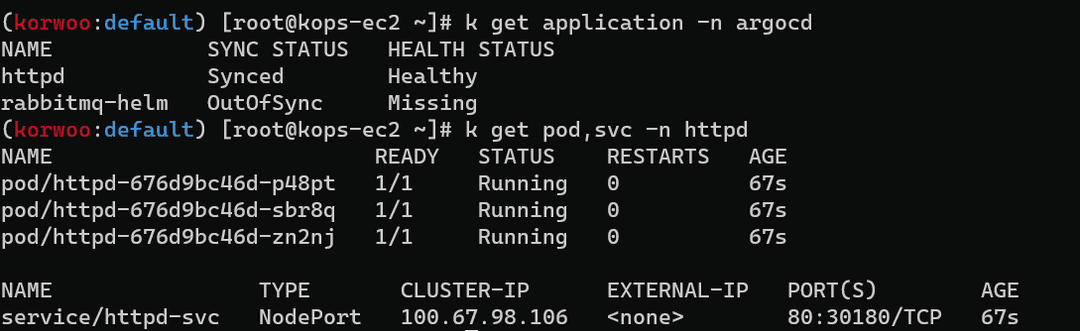 (korwoo:default) [root@kops-ec2 ~]# k get application -n argocd
NAME            SYNC STATUS   HEALTH STATUS
httpd           Synced        Healthy
rabbitmq-helm   OutOfSync     Missing
(korwoo:default) [root@kops-ec2 ~]# k get pod,svc -n httpd
NAME                         READY   STATUS    RESTARTS   AGE
pod/httpd-676d9bc46d-p48pt   1/1     Running   0          67s
pod/httpd-676d9bc46d-sbr8q   1/1     Running   0          67s
pod/httpd-676d9bc46d-zn2nj   1/1     Running   0          67s
NAME                TYPE       CLUSTER-IP      EXTERNAL-IP   PORT(S)        AGE
service/httpd-svc   NodePort   100.67.98.106   <none>        80:30180/TCP   67s